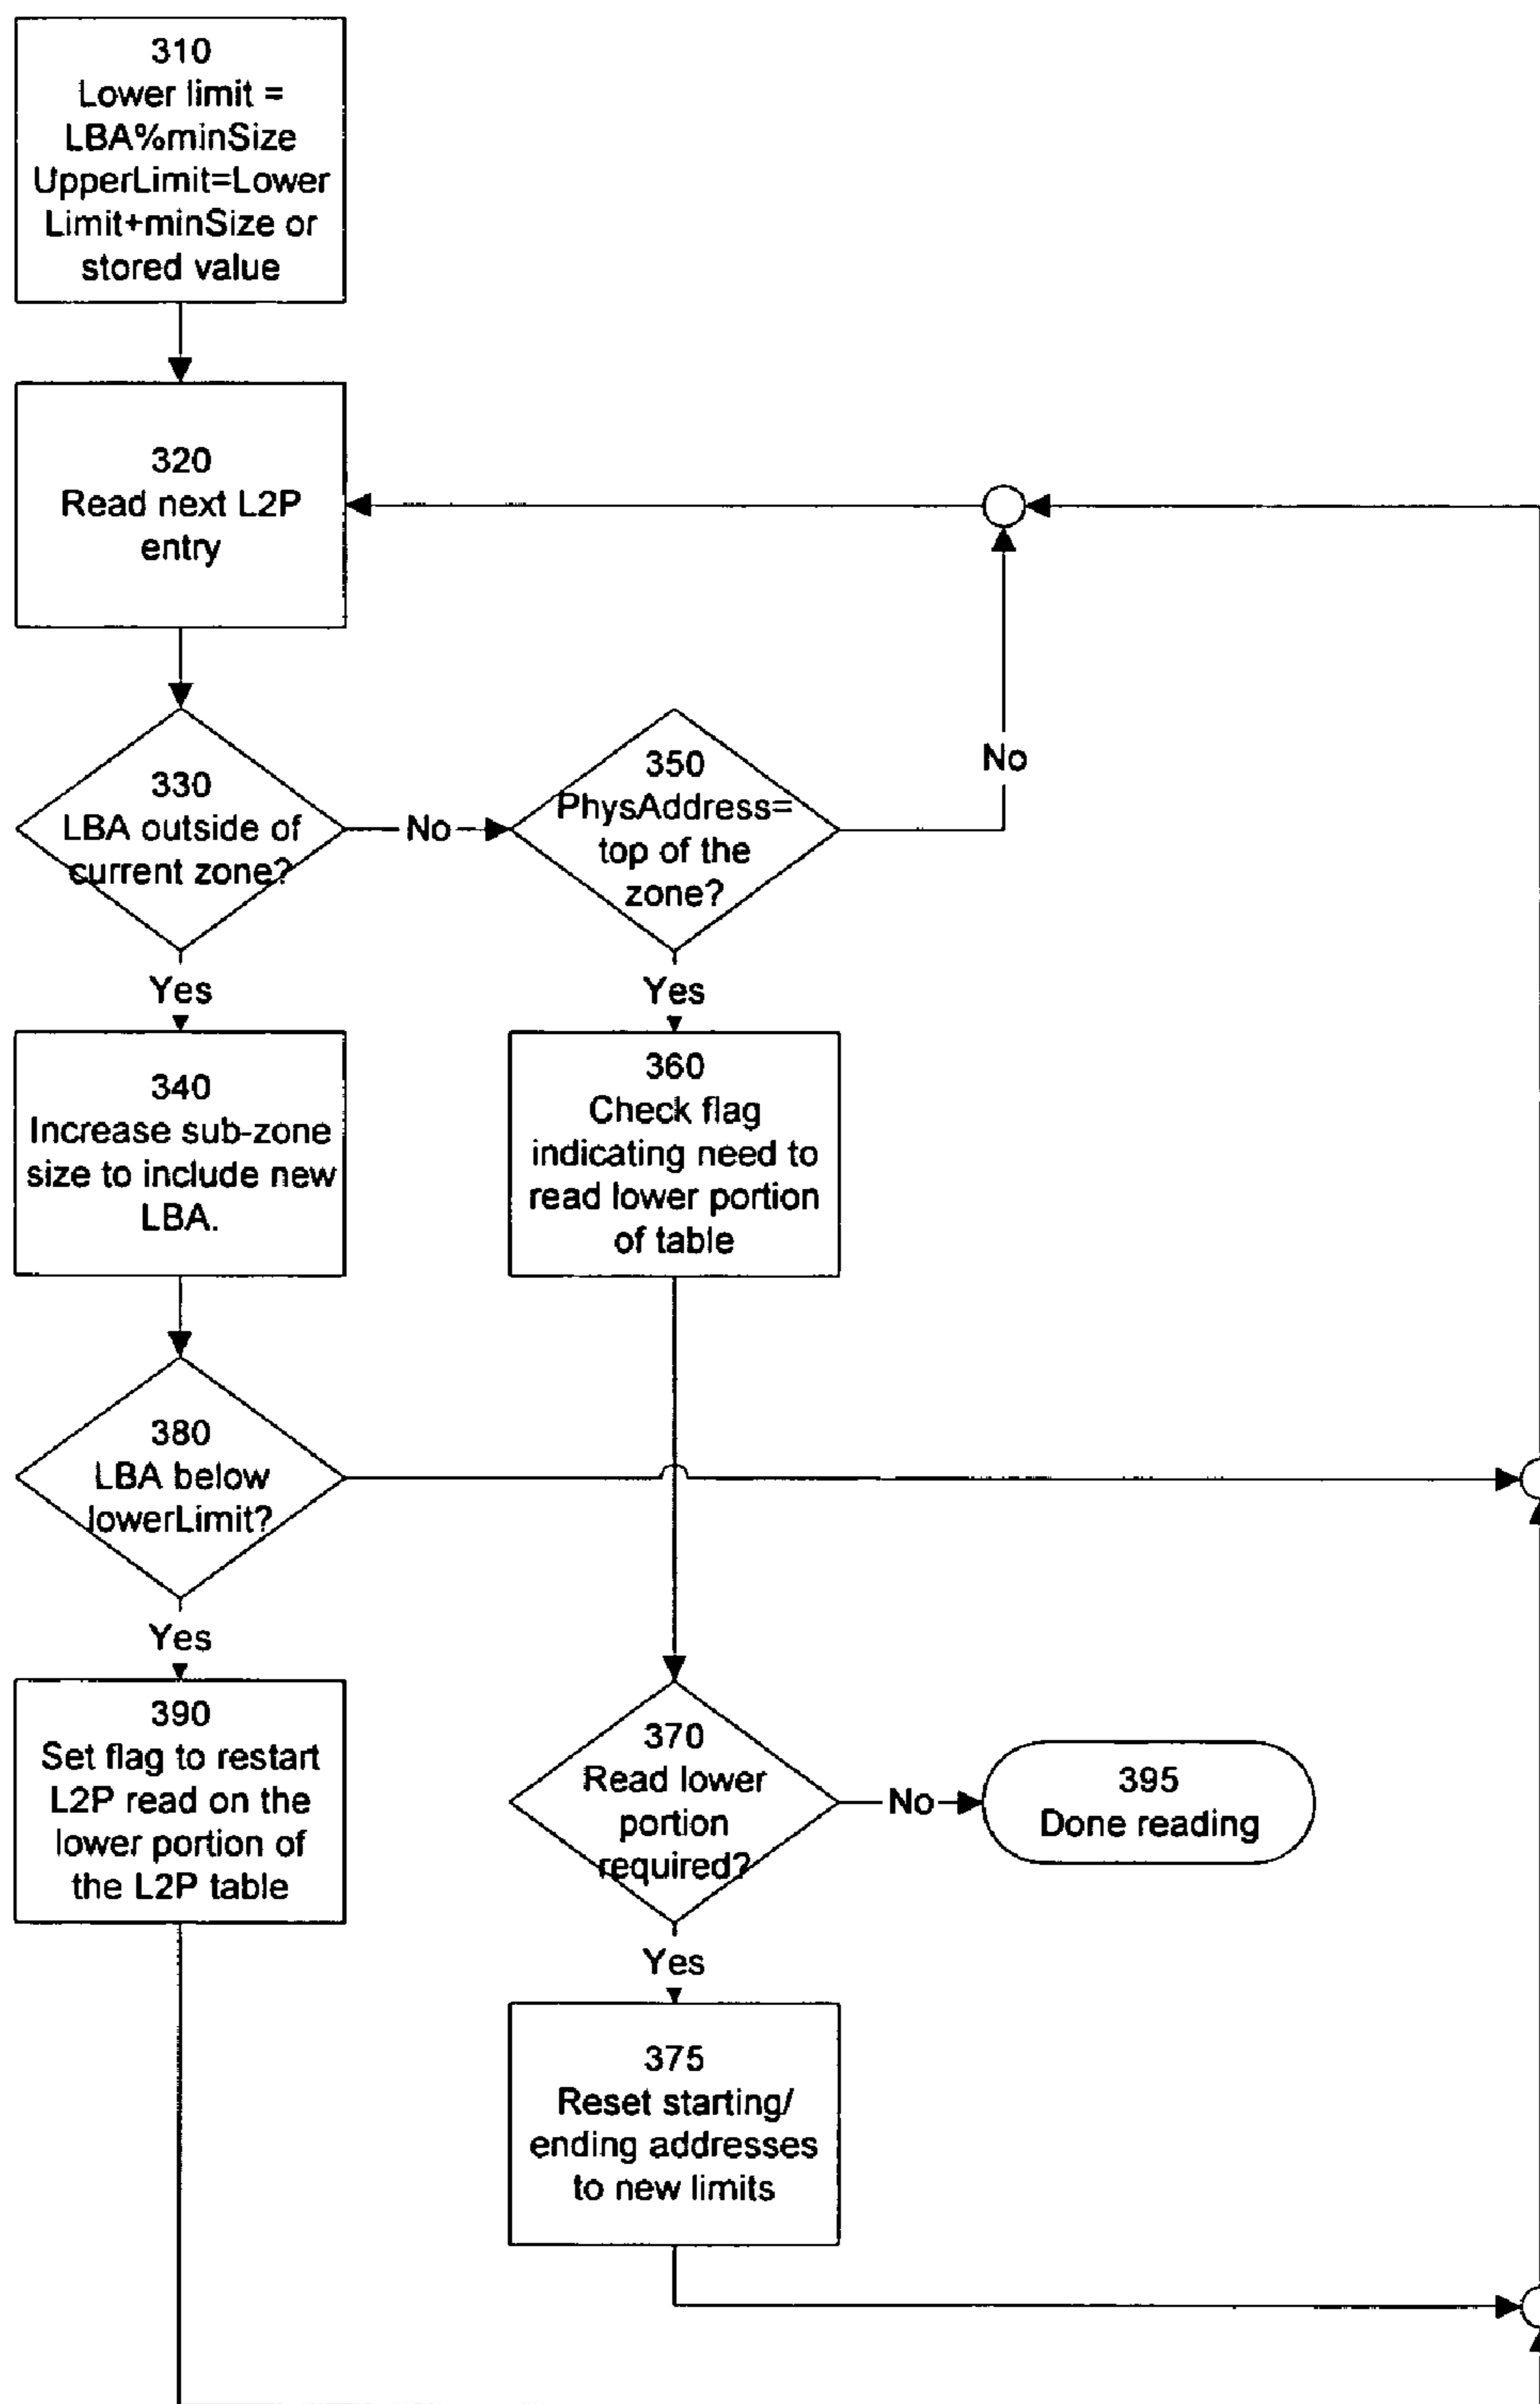 310
Lower limit =
LBA%minSize
UpperLimit=Lower
Limit+minSize or
stored value
320
Read next L2P
entry
330
LBA outside of
current zone?
No
350
PhysAddress=
top of the
zone?
No
Yes
Yes
340
Increase sub-zone
size to include new
LBA.
360
Check flag
indicating need to
read lower portion
of table
380
LBA below
lowerLimit?
Yes
390
Set flag to restart
L2P read on the
lower portion of
the L2P table
370
Read lower
portion
required?
No
395
Done reading
Yes
375
Reset starting/
ending addresses
to new limits